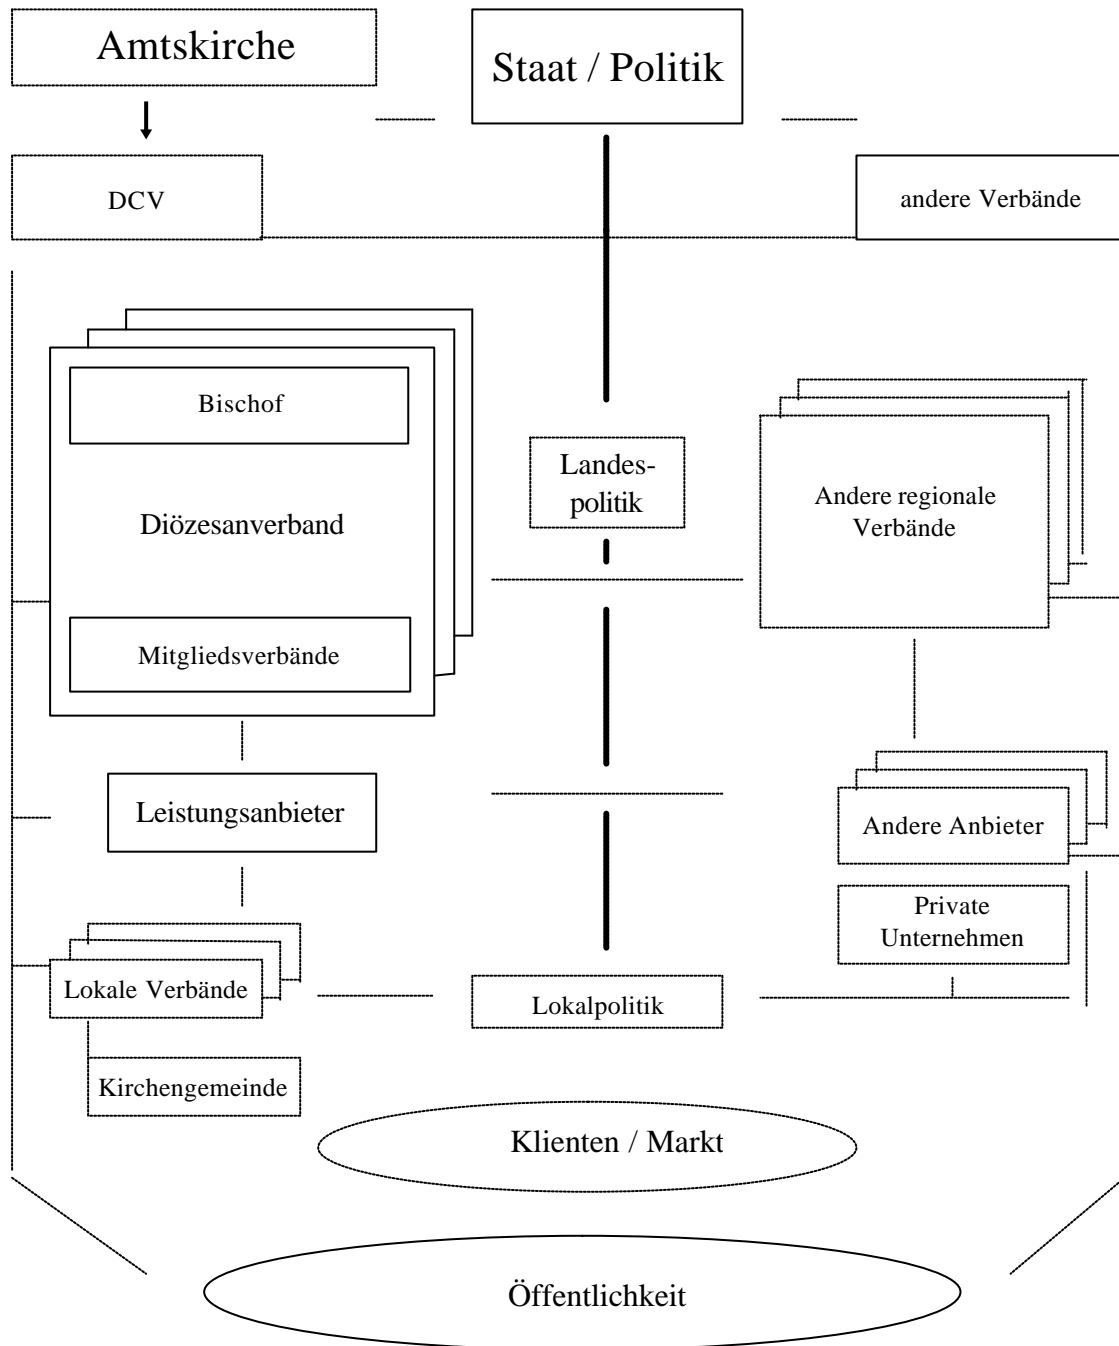 Amtskirche
Staat / Politik
DCV
andere Verbände
Bischof
Diözesanverband
Mitgliedsverbände
Landes-
politik
Andere regionale
Verbände
Leistungsanbieter
Andere Anbieter
Private
Unternehmen
Lokale Verbände
Lokalpolitik
Kirchengemeinde
Klienten / Markt
Öffentlichkeit